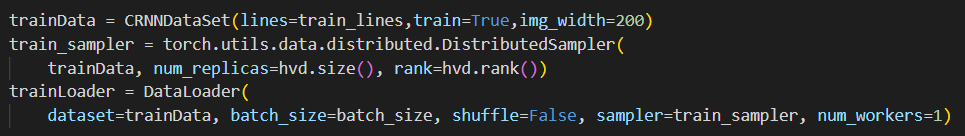 trainData = CRNNDataSet(lines=train_lines,train=True,img_width=200)
train_sampler = torch.utils.data.distributed.DistributedSampler(
    trainData, num_replicas=hvd.size(), rank=hvd.rank())
trainLoader = DataLoader(
    dataset=trainData, batch_size=batch_size, shuffle=False, sampler=train_sampler, num_workers=1)